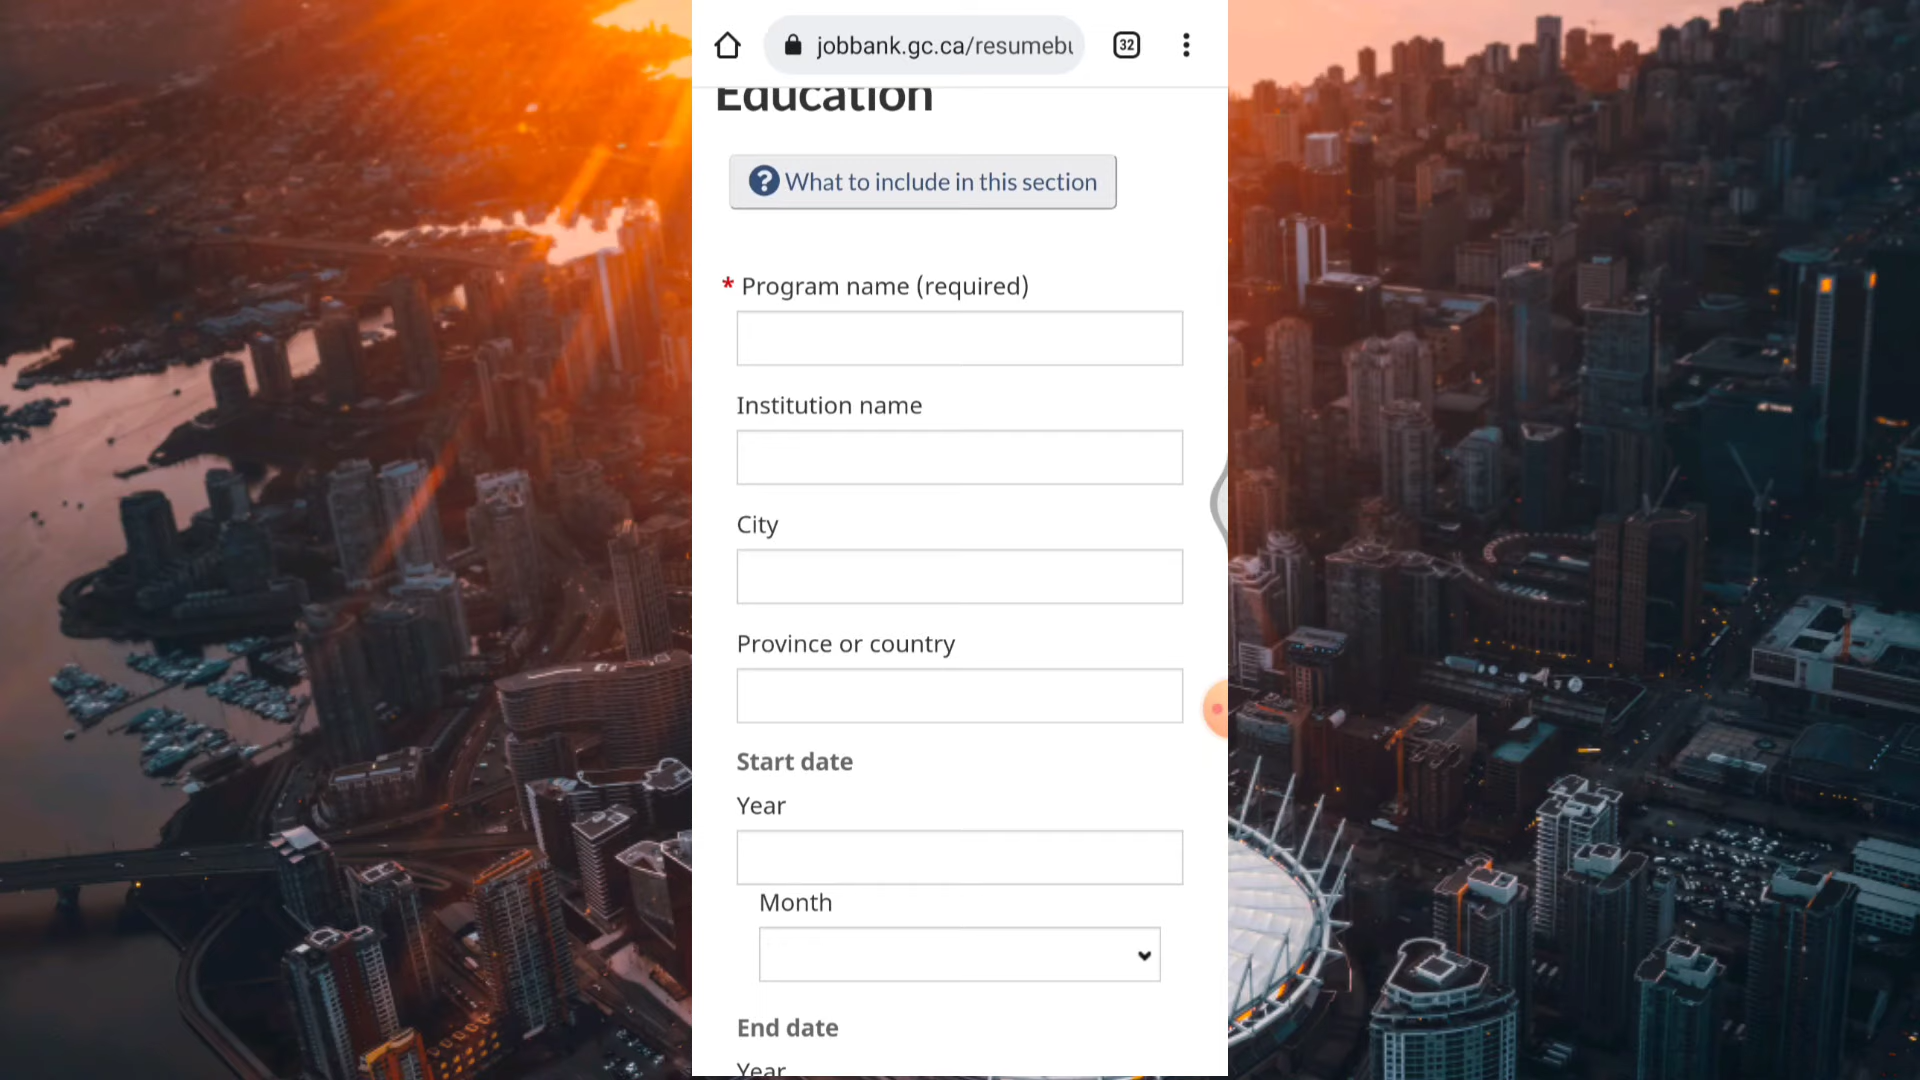 jobbank.gc.ca/resumebu
32
Education
? What to include in this section
* Program name (required)
Institution name
City
Province or country
Start date
Year
Month
End date
Year